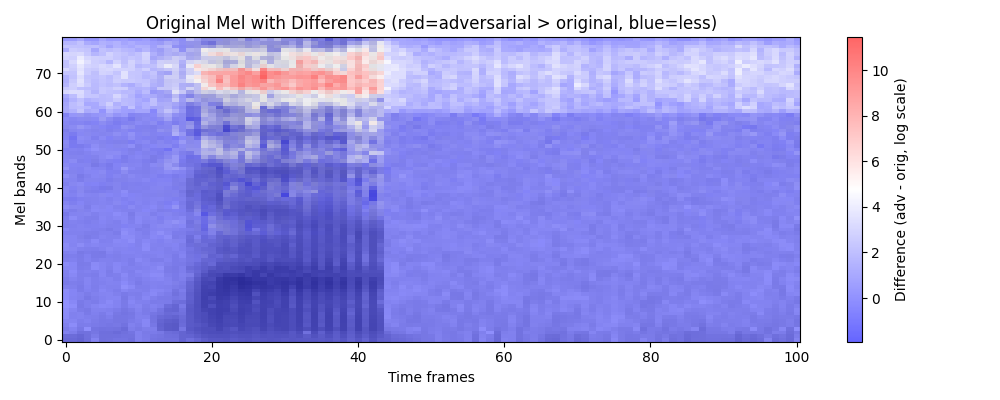 Original Mel with Differences (red=adversarial > original, blue=less)
Mel bands
70
60
50
40
30
20
10
0
0 20 40 60 80 100
Time frames
10
8
6
4
2
0
Difference (adv - orig, log scale)